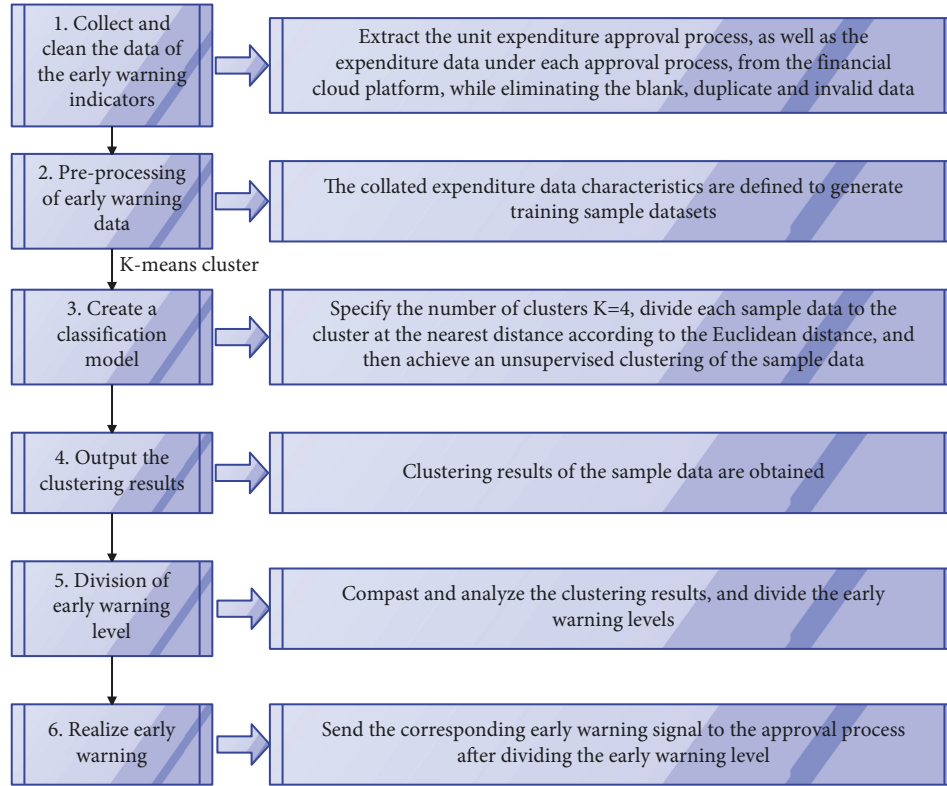 1. Collect and
clean the data of
the early warning
indicators
Extract the unit expenditure approval process, as well as the
expenditure data under each approval process, from the financial
cloud platform, while eliminating the blank, duplicate and invalid data
2. Pre-processing
of early warning
data
The collated expenditure data characteristics are defined to generate
training sample datasets
K-means cluster
3. Create a
classification
model
Specify the number of clusters K=4, divide each sample data to the
cluster at the nearest distance according to the Euclidean distance, and
then achieve an unsupervised clustering of the sample data
4. Output the
clustering results
Clustering results of the sample data are obtained
5. Division of
early warning
level
Compast and analyze the clustering results, and divide the early
warning levels
6. Realize early
warning
Send the corresponding early warning signal to the approval process
after dividing the early warning level